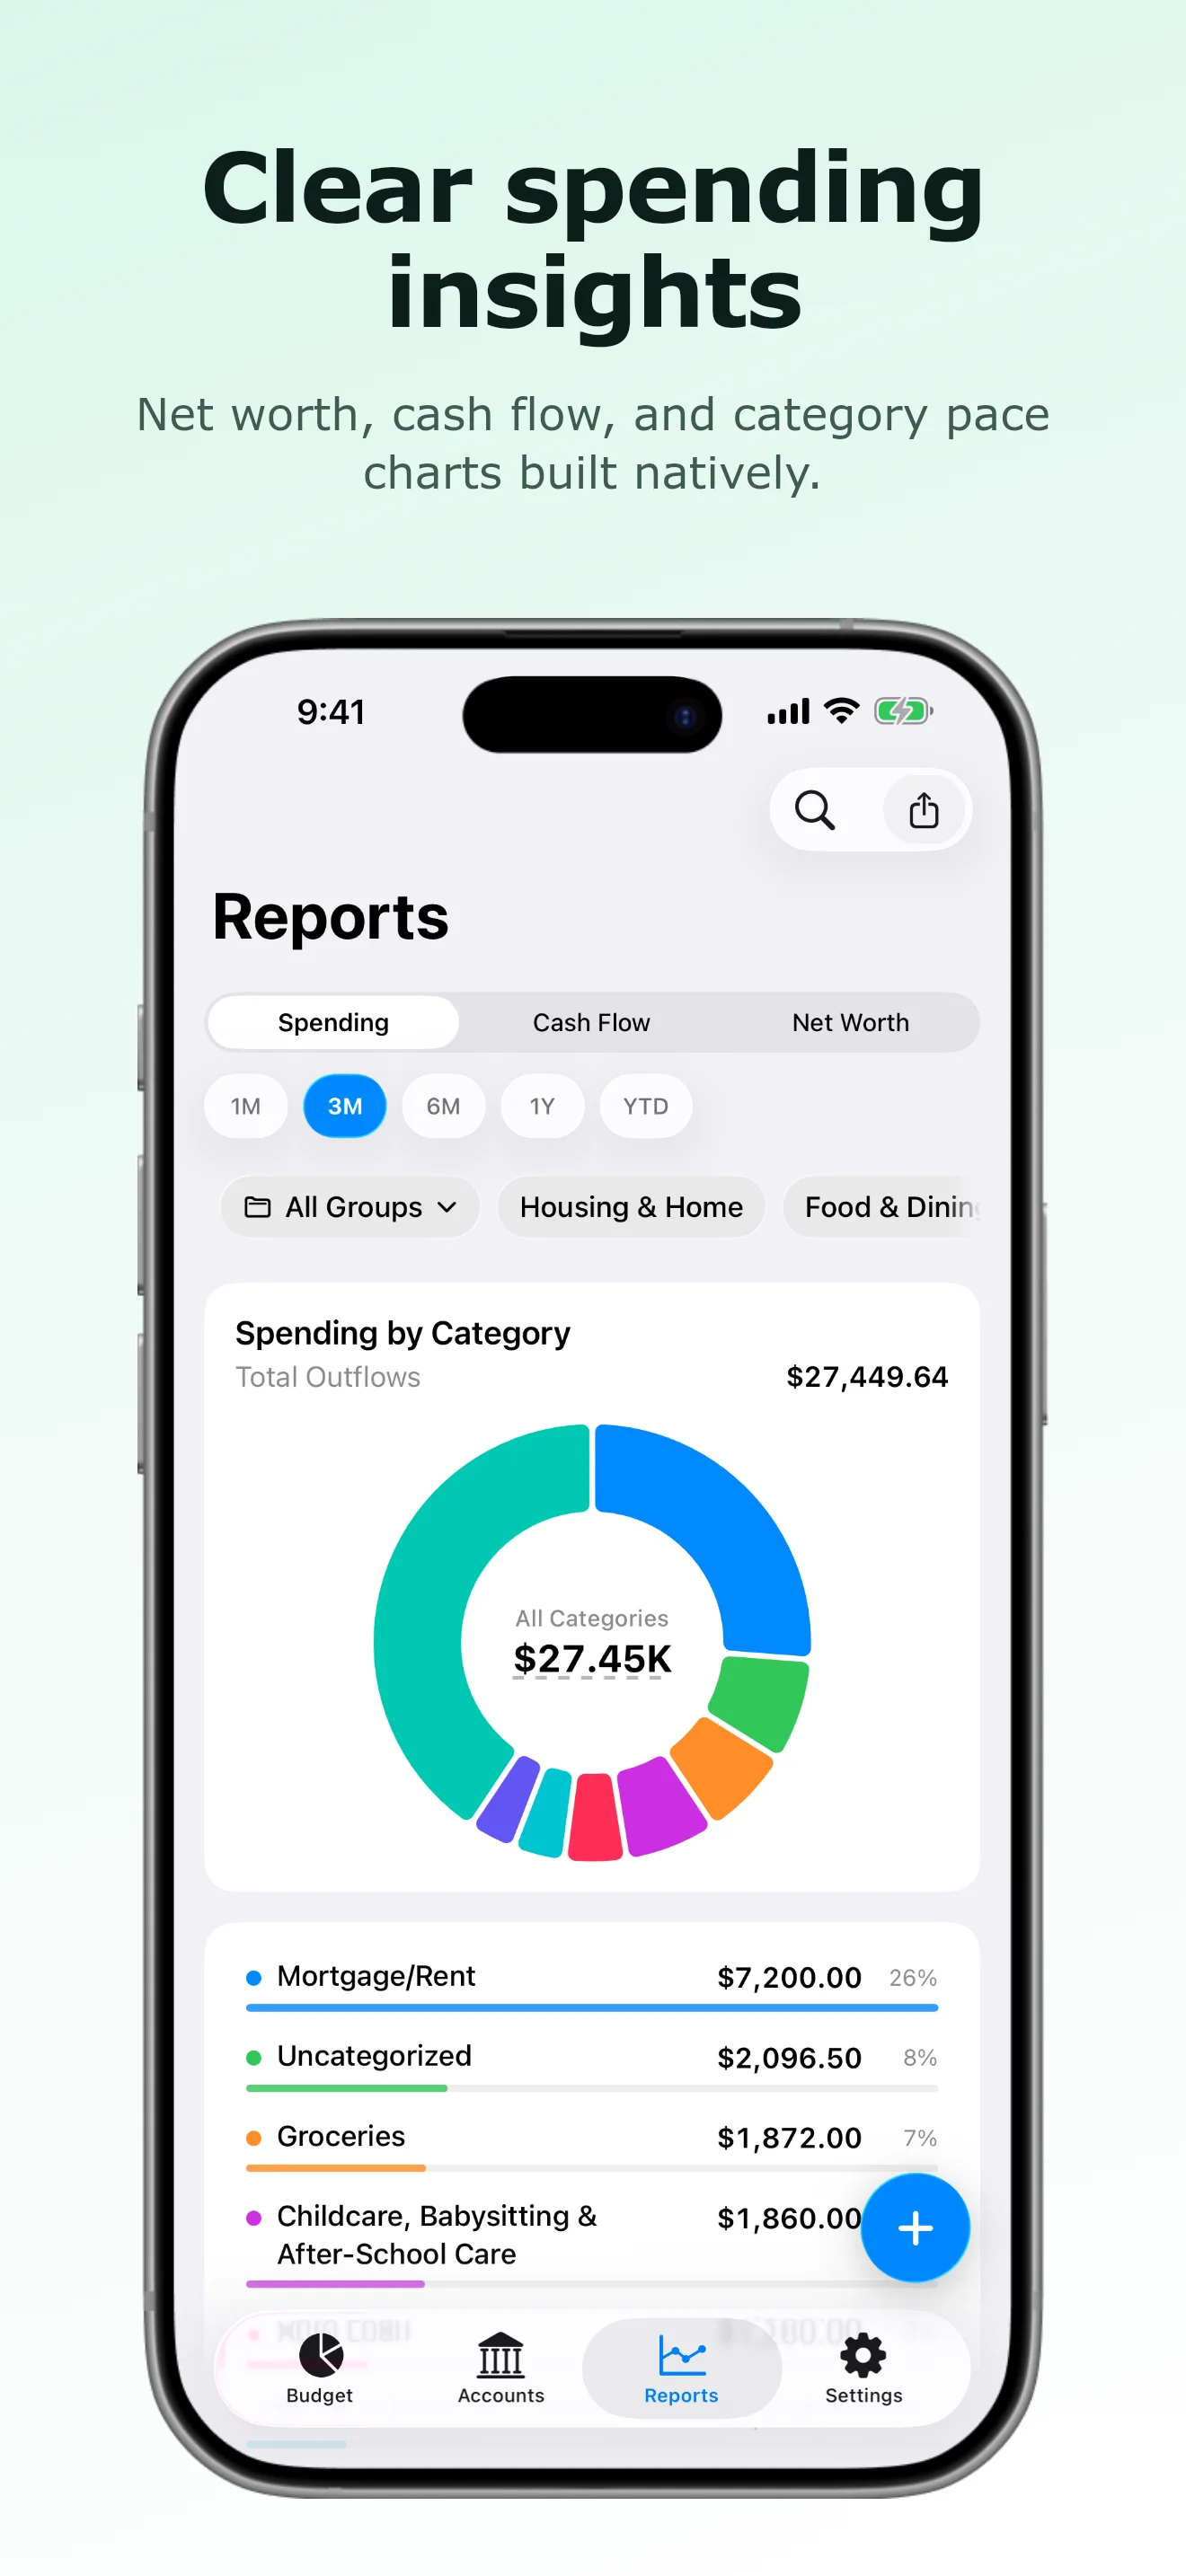 Clear spending
insights
Net worth, cash flow, and category pace
charts built natively.
9:41
Reports
Spending Cash Flow Net Worth
1M 3M 6M 1Y YTD
All Groups Housing & Home Food &
Spending by Category
Total Outflows $27,449.64
All Categories
$27.45K
Mortgage/Rent $7,200.00 26%
Uncategorized $2,096.50 8%
Groceries $1,872.00 7%
Childcare, Babysitting & $1,860.00
After-School Care
Budget Accounts Reports Settings